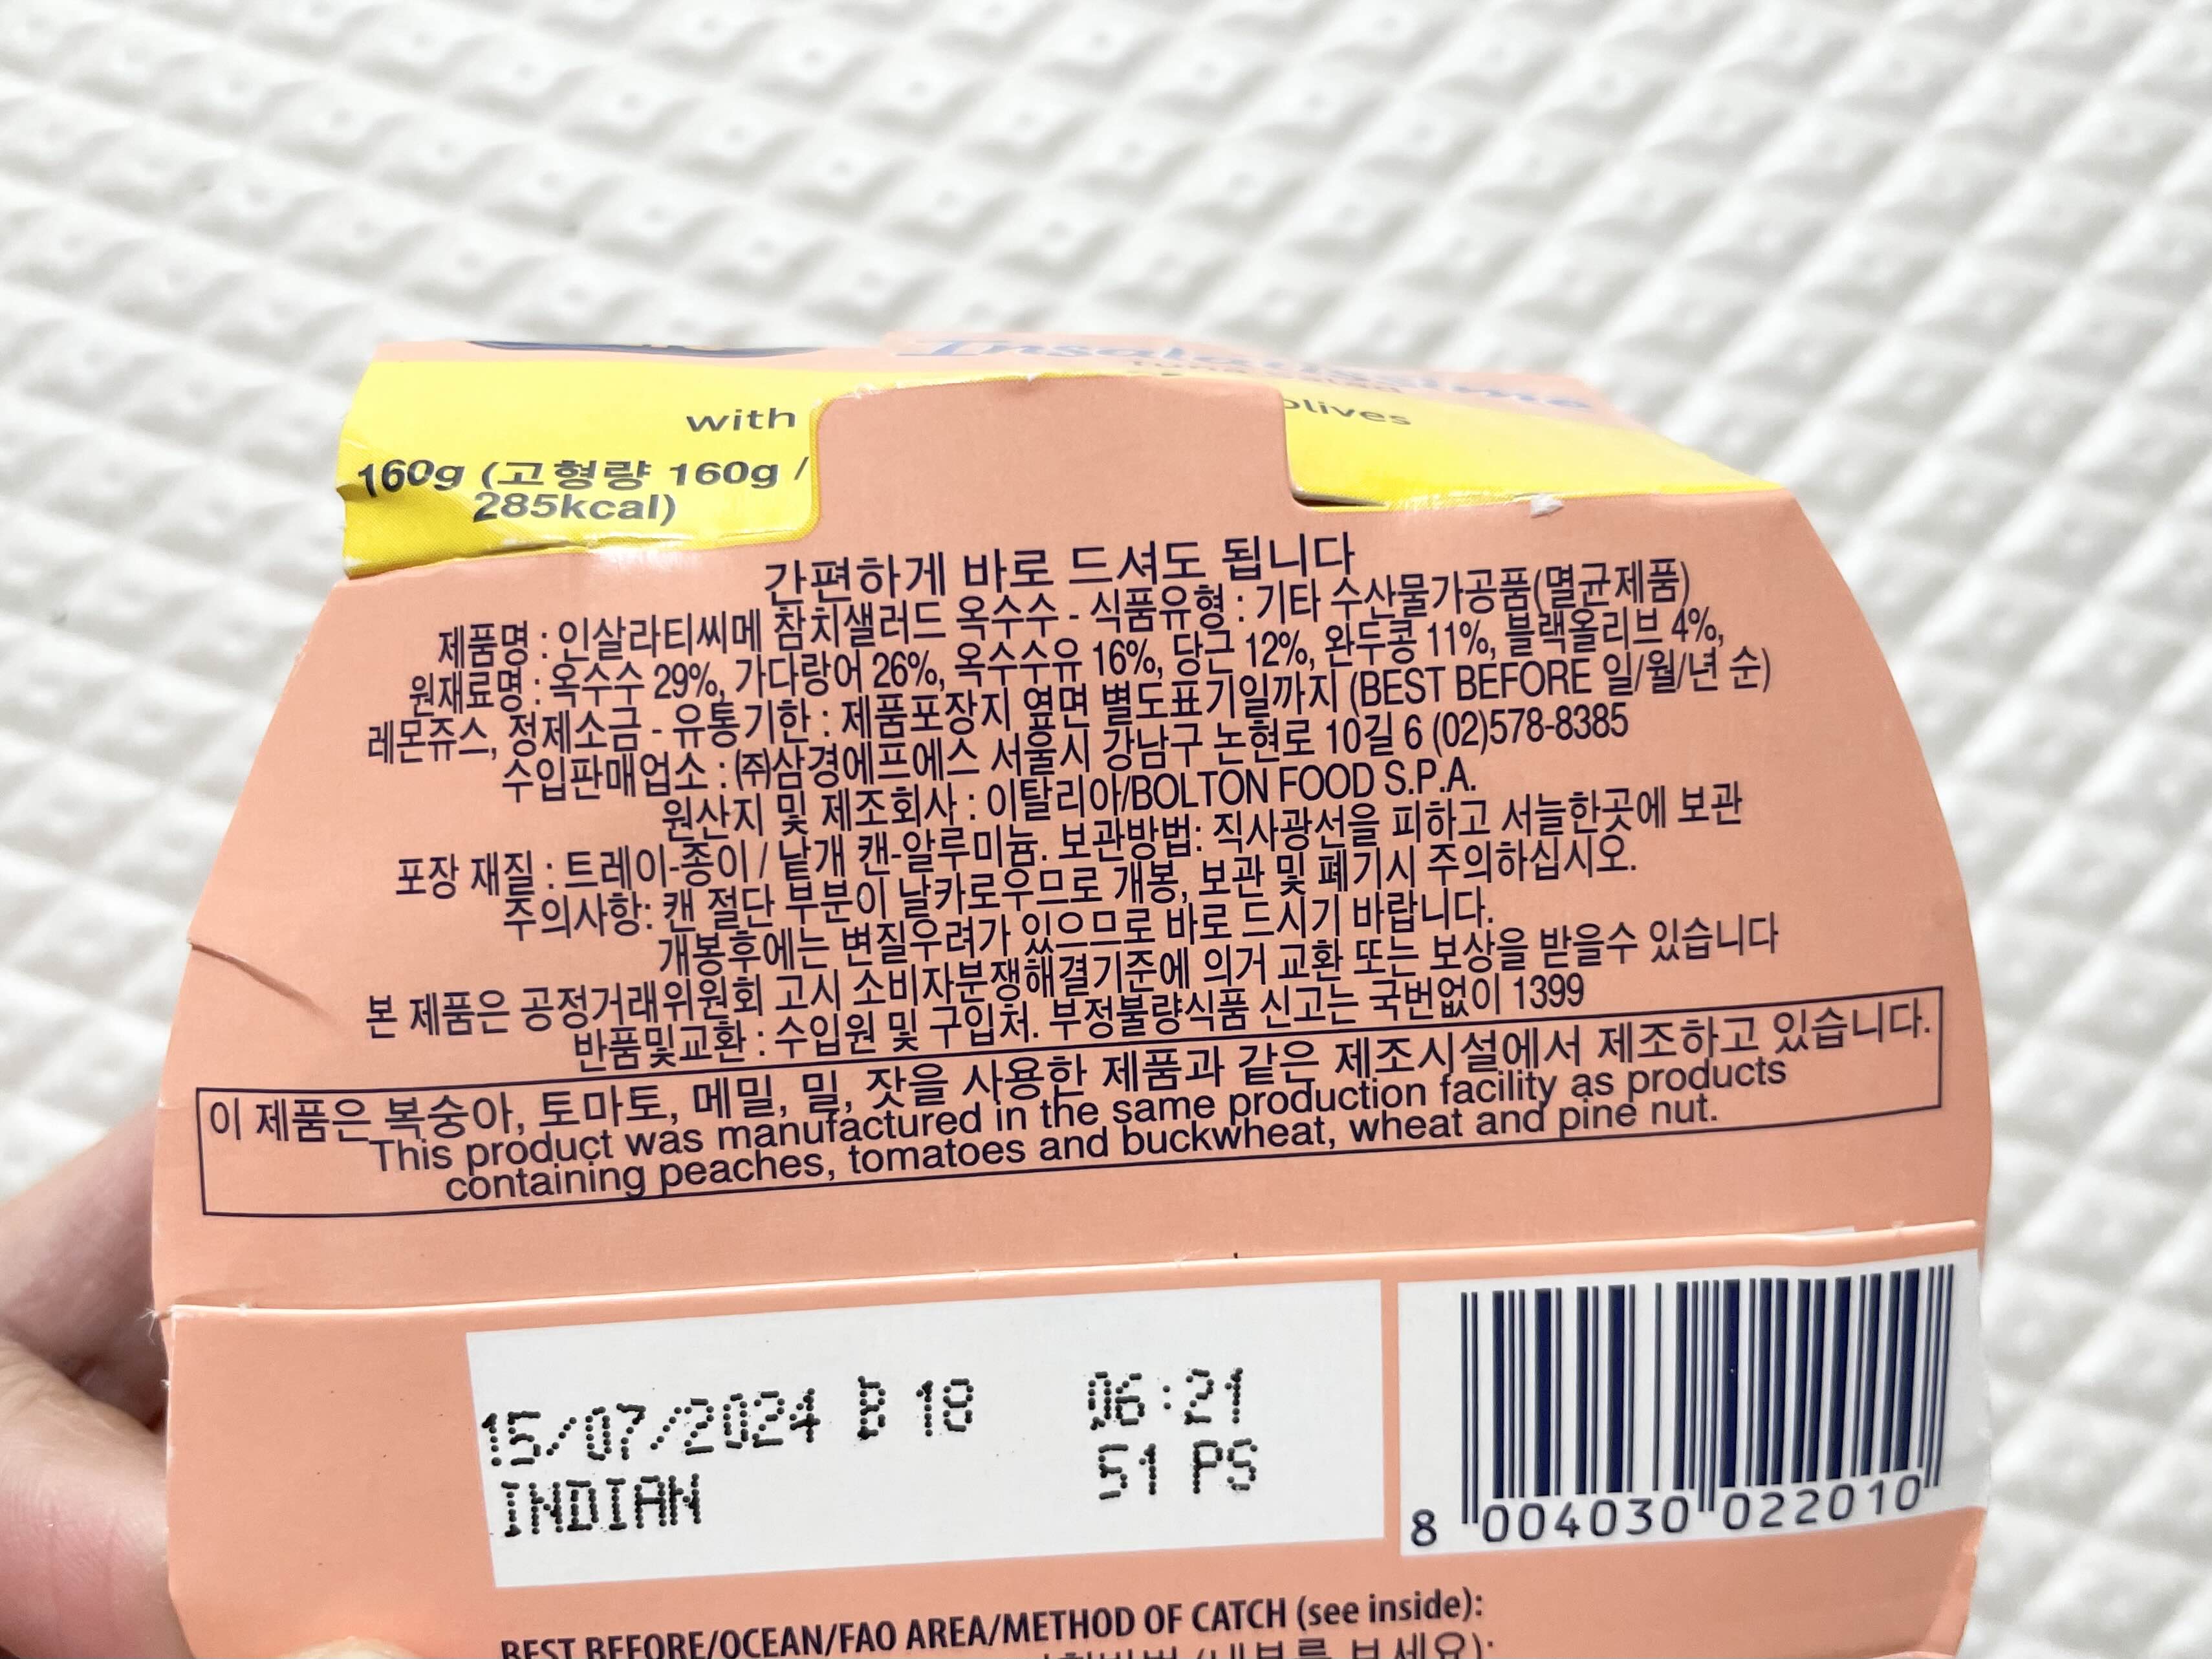 Insalatissime
with
Olives
160g (고형량 160g /
285kcal)
간편하게 바로 드셔도 됩니다
제품명 : 인살라티씨메 참치샐러드 옥수수 - 식품유형 : 기타 수산물가공품(멸균제품)
원재료명 : 옥수수 29%, 가다랑어 26%, 옥수수유 16%, 당근 12%, 완두콩 11%, 블랙올리브 4%,
레몬쥬스, 정제소금 - 유통기한 : 제품포장지 옆면 별도표기일까지 (BEST BEFORE 일/월/년 순)
수입판매업소 : ㈜삼경에프에스 서울시 강남구 논현로 10길 6 (02)578-8385
원산지 및 제조회사 : 이탈리아/BOLTON FOOD S.P.A.
포장 재질 : 트레이-종이 / 낱개 캔-알루미늄. 보관방법: 직사광선을 피하고 서늘한곳에 보관
주의사항: 캔 절단 부분이 날카로우므로 개봉, 보관 및 폐기시 주의하십시오.
개봉후에는 변질우려가 있으므로 바로 드시기 바랍니다.
본 제품은 공정거래위원회 고시 소비자분쟁해결기준에 의거 교환 또는 보상을 받을수 있습니다
반품및교환 : 수입원 및 구입처. 부정불량식품 신고는 국번없이 1399
이 제품은 복숭아, 토마토, 메밀, 밀, 잣을 사용한 제품과 같은 제조시설에서 제조하고 있습니다.
This product was manufactured in the same production facility as products
containing peaches, tomatoes and buckwheat, wheat and pine nut.
15/07/2024 B 18 06:21
INDIAN 51 PS
8 004030 022010
BEST BEFORE/OCEAN/FAO AREA/METHOD OF CATCH (see inside):